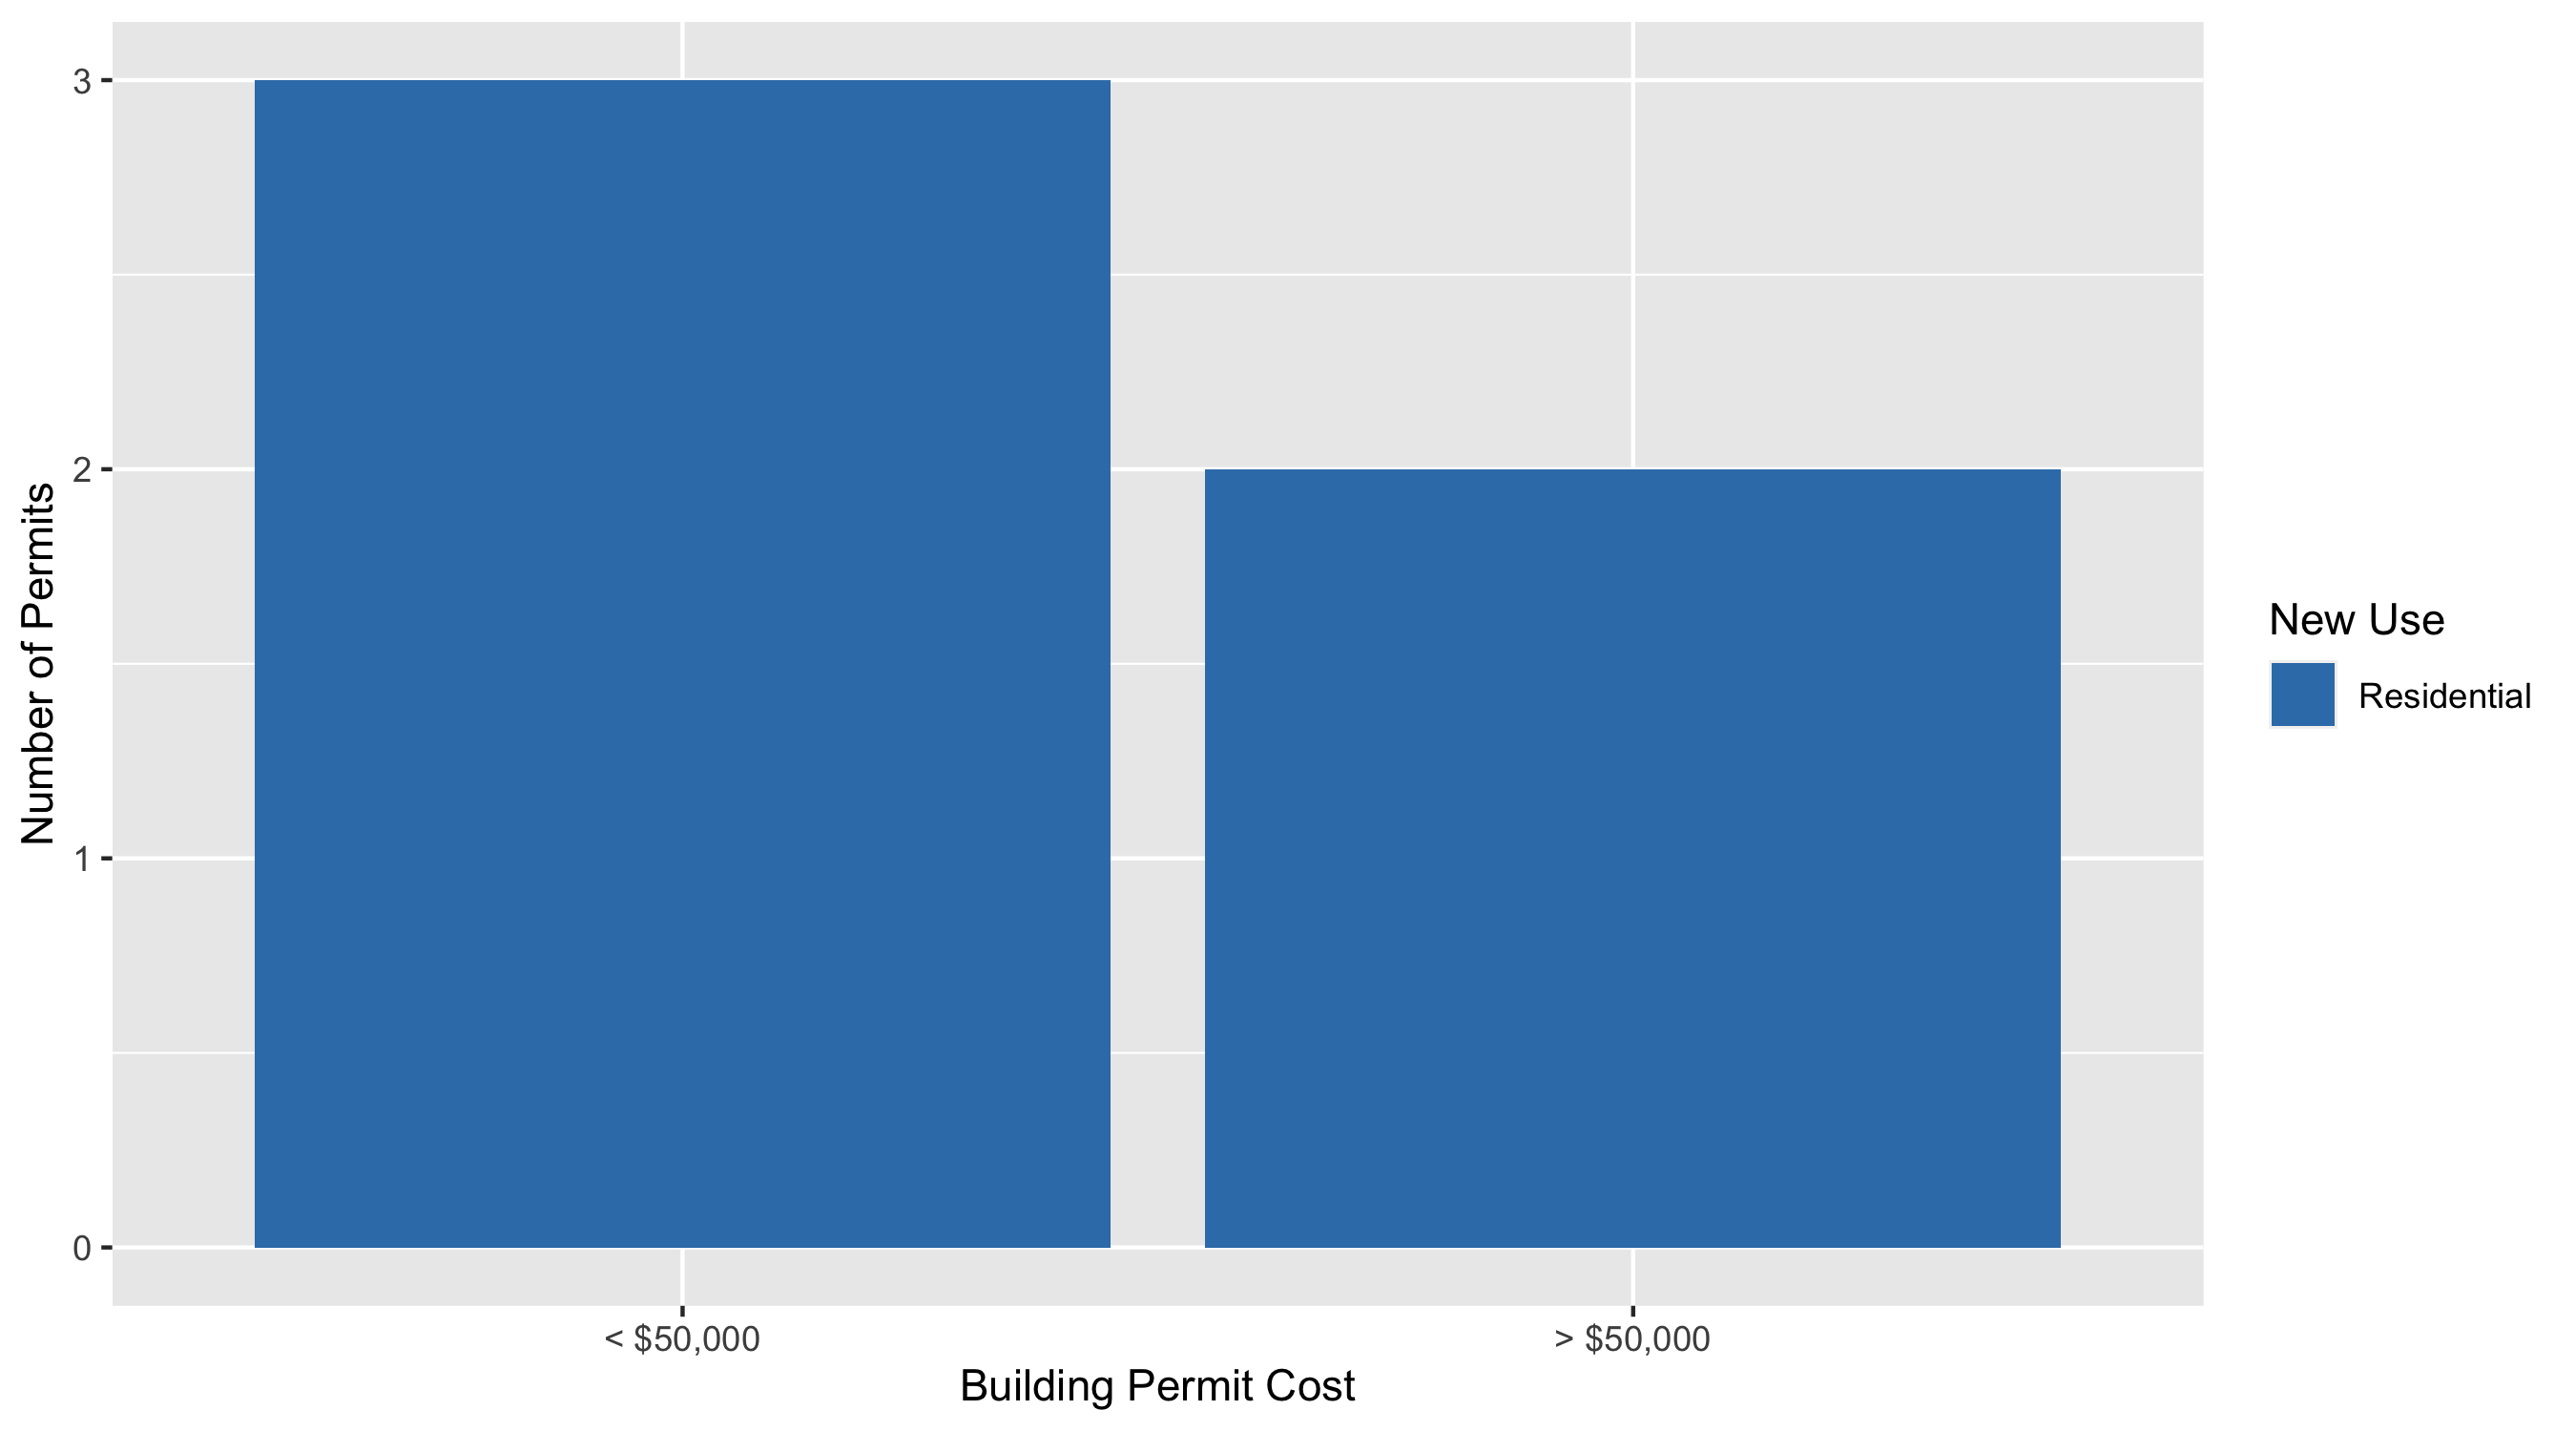 3
2
1
0
Number of Permits
< $50,000
> $50,000
Building Permit Cost
New Use
Residential